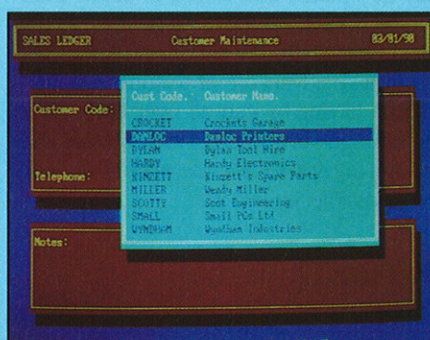 SALES LEDGER Customer Maintenance 03/01/90
Cust Code. Customer Name.
Customer Code:
CROCKET Crockets Garage
DAMLOC Damloc Printers
DYLAN Dylan Tool Hire
HARDY Hardy Electronics
Telephone: KINZETT Kinzett's Spare Parts
MILLER Wendy Miller
SCOTTY Scot Engineering
SMALL Small PCs Ltd
Notes: WYNDHAM Wyndham Industries